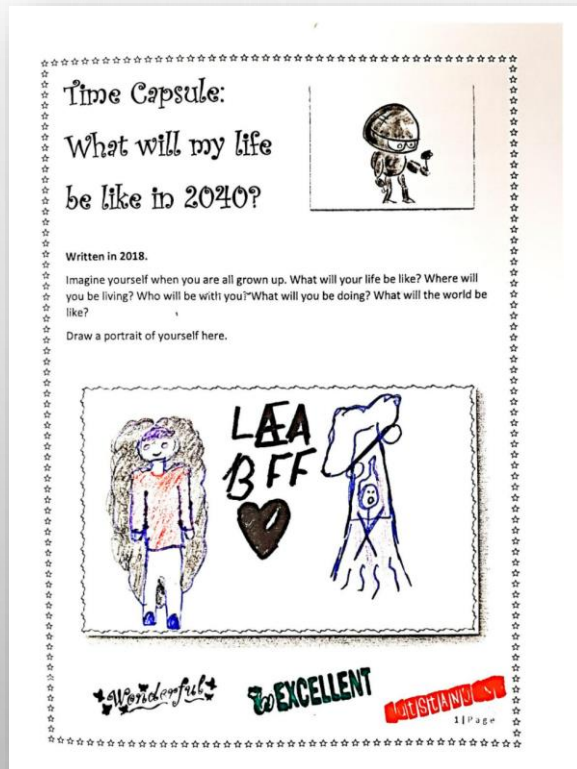 Time Capsule:
What will my life
be like in 2040?
Written in 2018.
Imagine yourself when you are all grown up. What will your life be like? Where will
you be living? Who will be with you? What will you be doing? What will the world be
like?
Draw a portrait of yourself here.
BFF
Wonderful
EXCELLENT
1|Page